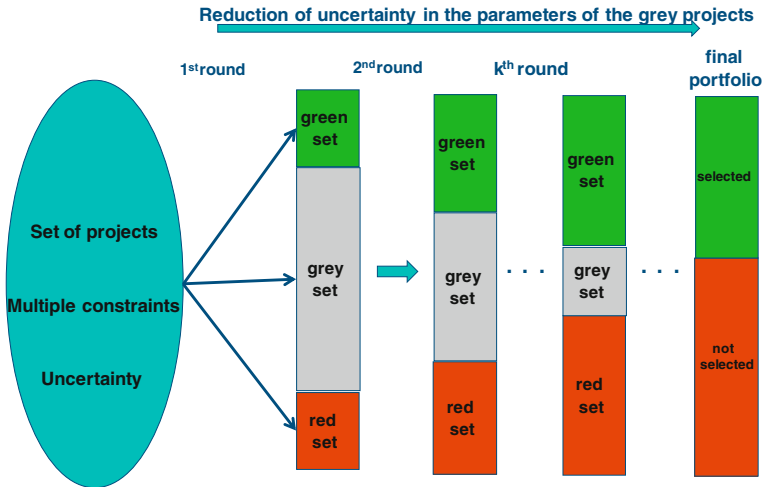 Reduction of uncertainty in the parameters of the grey projects
1st round
2nd round
kth round
final
portfolio
Set of projects
Multiple constraints
Uncertainty
green
set
grey
set
red
set
green
set
grey
set
red
set
. . .
green
set
grey
set
red
set
. . .
selected
not
selected